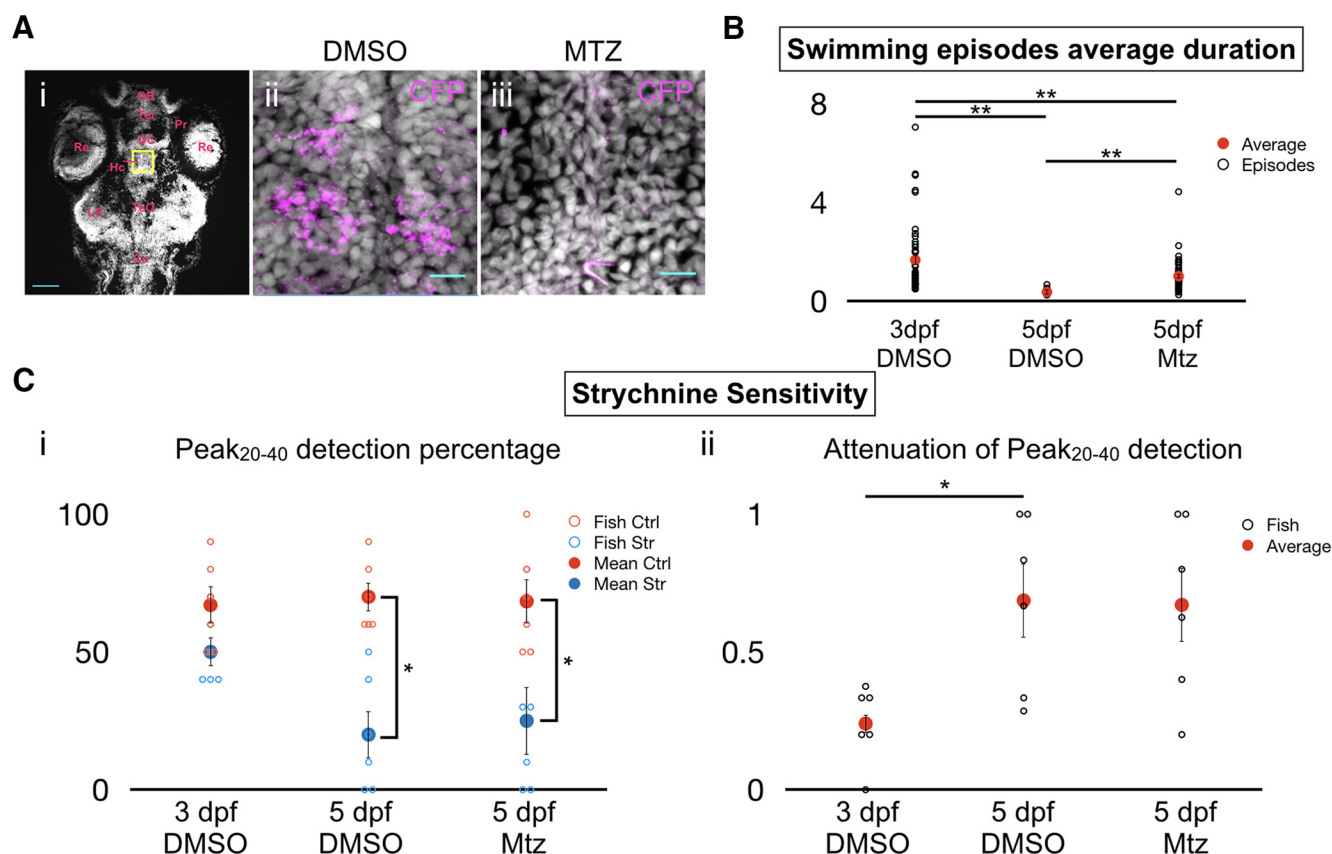 A
DMSO
MTZ
i
OB
Tel
Pr
OC
Re
Re
Hc
TeO
Ce
ii
CFP
iii
CFP
B
Swimming episodes average duration
8
4
0
**
**
**
Average
Episodes
3dpf
DMSO
5dpf
DMSO
5dpf
Mtz
C
Strychnine Sensitivity
i
Peak20-40 detection percentage
100
50
0
*
*
Fish Ctrl
Fish Str
Mean Ctrl
Mean Str
3 dpf
DMSO
5 dpf
DMSO
5 dpf
Mtz
ii
Attenuation of Peak20-40 detection
1
0.5
0
*
Fish
Average
3 dpf
DMSO
5 dpf
DMSO
5 dpf
Mtz